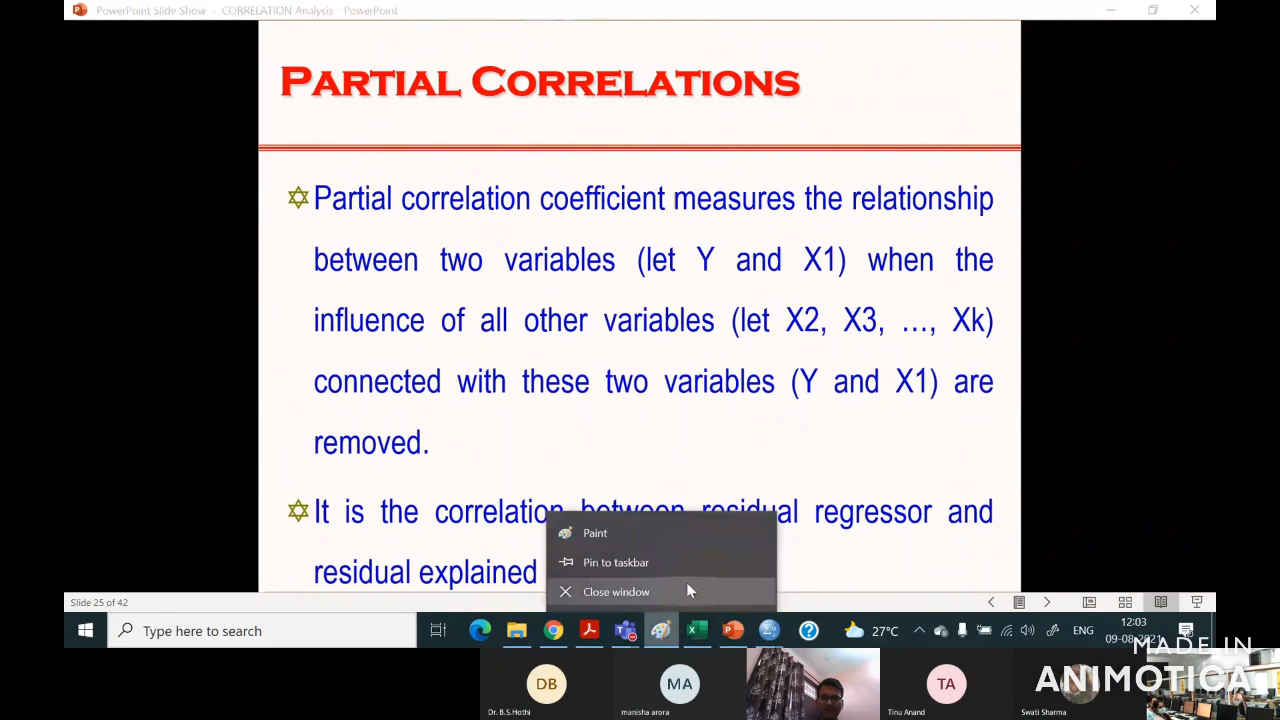 PowerPoint Slide Show - CORRELATION Analysis - PowerPoint
PARTIAL CORRELATIONS
Partial correlation coefficient measures the relationship
between two variables (let Y and X1) when the
influence of all other variables (let X2, X3, …, Xk)
connected with these two variables (Y and X1) are
removed.
It is the correlation between residual regressor and
residual explained
Paint
Pin to taskbar
Close window
Slide 25 of 42
Type here to search
27°C
ENG
12:03
09-08-2021
MADE IN
ANIMOTICA
DB
MA
TA
Dr. B.S.Hothi
manisha arora
Tinu Anand
Swati Sharma